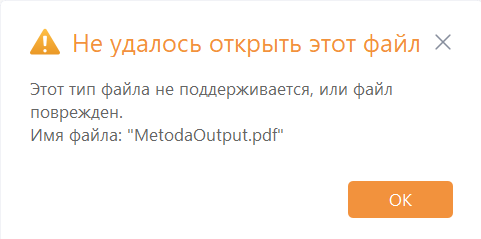 Не удалось открыть этот файл
Этот тип файла не поддерживается, или файл
поврежден.
Имя файла: "MetodaOutput.pdf"
OK